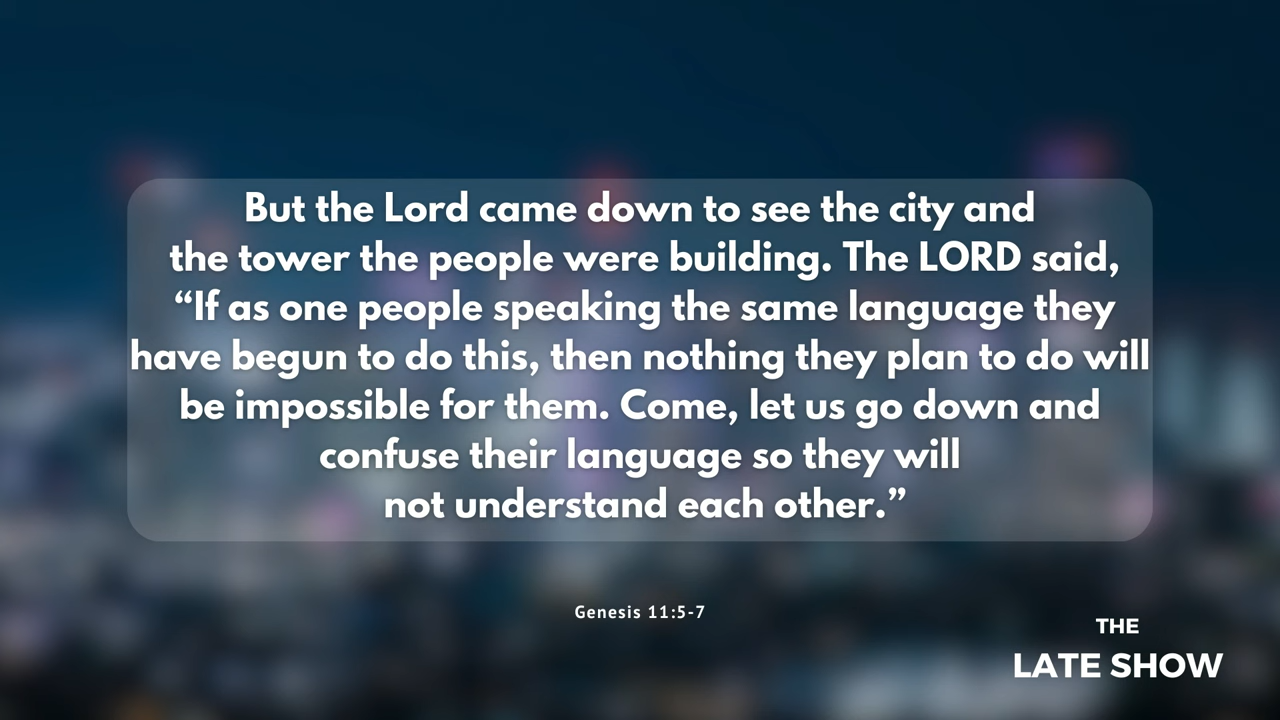 But the Lord came down to see the city and
the tower the people were building. The LORD said,
“If as one people speaking the same language they
have begun to do this, then nothing they plan to do will
be impossible for them. Come, let us go down and
confuse their language so they will
not understand each other.”
Genesis 11:5-7
THE
LATE SHOW